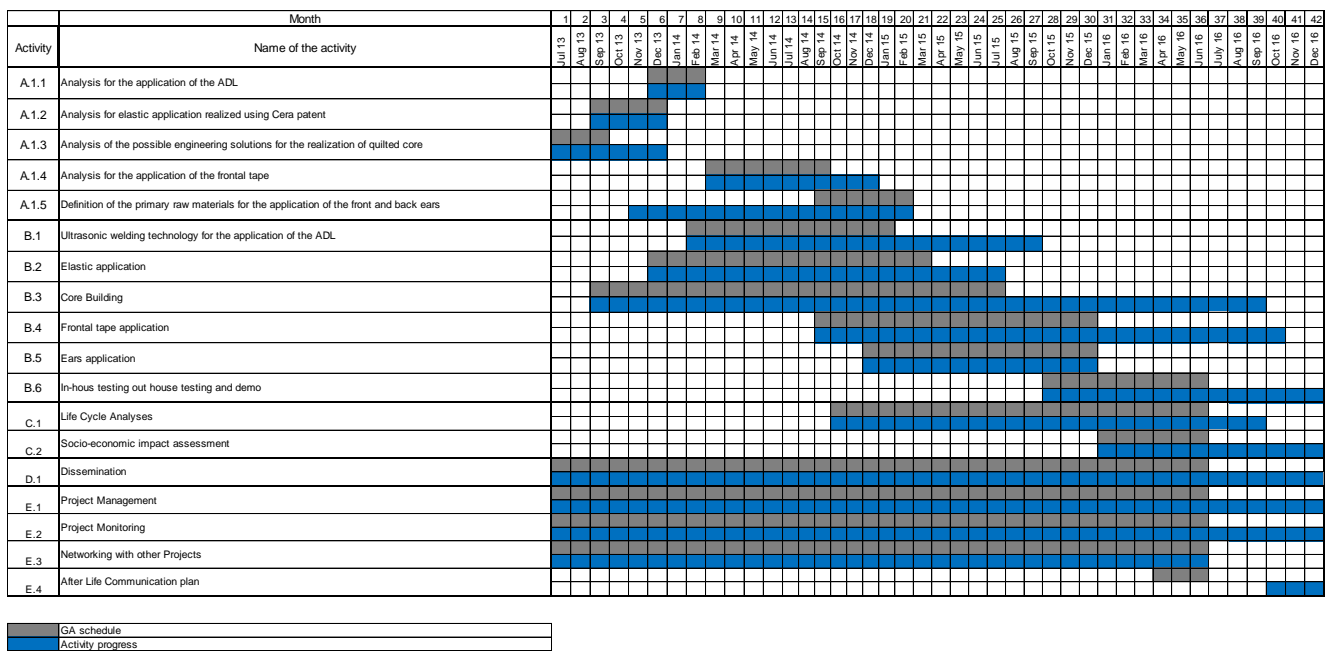 Month 1 2 3 4 5 6 7 8 9 10 11 12 13 14 15 16 17 18 19 20 21 22 23 24 25 26 27 28 29 30 31 32 33 34 35 36 37 38 39 40 41 42
Activity Name of the activity Jul 13 Aug 13 Sep 13 Oct 13 Nov 13 Dec 13 Jan 14 Feb 14 Mar 14 Apr 14 May 14 Jun 14 Jul 14 Aug 14 Sep 14 Oct 14 Nov 14 Dec 14 Jan 15 Feb 15 Mar 15 Apr 15 May 15 Jun 15 Jul 15 Aug 15 Sep 15 Oct 15 Nov 15 Dec 15 Jan 16 Feb 16 Mar 16 Apr 16 May 16 Jun 16 July 16 Aug 16 Sep 16 Oct 16 Nov 16 Dec 16
A.1.1 Analysis for the application of the ADL
A.1.2 Analysis for elastic application realized using Cera patent
A.1.3 Analysis of the possible engineering solutions for the realization of quilted core
A.1.4 Analysis for the application of the frontal tape
A.1.5 Definition of the primary raw materials for the application of the front and back ears
B.1 Ultrasonic welding technology for the application of the ADL
B.2 Elastic application
B.3 Core Building
B.4 Frontal tape application
B.5 Ears application
B.6 In-hous testing out house testing and demo
C.1 Life Cycle Analyses
C.2 Socio-economic impact assessment
D.1 Dissemination
E.1 Project Management
E.2 Project Monitoring
E.3 Networking with other Projects
E.4 After Life Communication plan
GA schedule
Activity progress